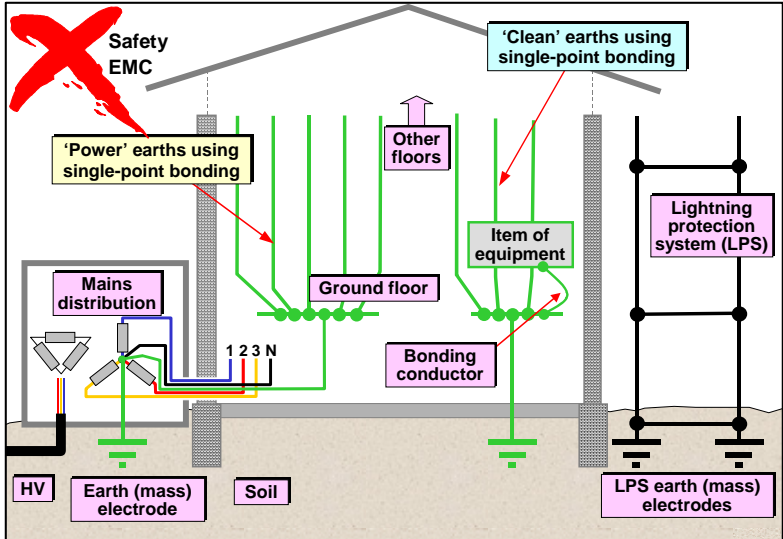 Safety
EMC
‘Clean’ earths using
single-point bonding
‘Power’ earths using
single-point bonding
Other
floors
Lightning
protection
system (LPS)
Item of
equipment
Mains
distribution
Ground floor
1 2 3 N
Bonding
conductor
HV
Earth (mass)
electrode
Soil
LPS earth (mass)
electrodes